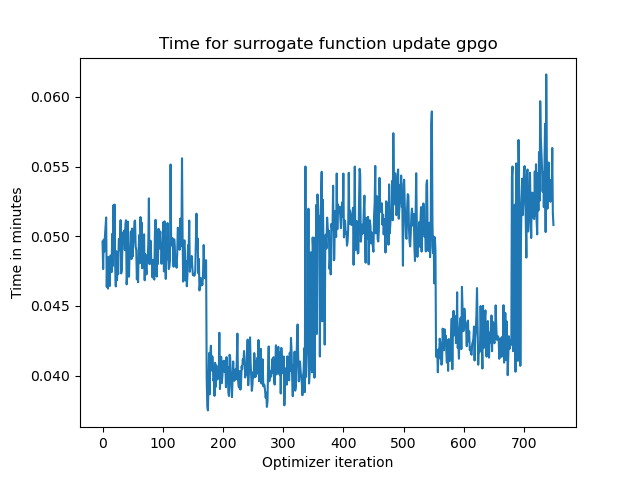 Time for surrogate function update gpgo
0.060
0.055
0.050
0.045
0.040
Time in minutes
0 100 200 300 400 500 600 700
Optimizer iteration